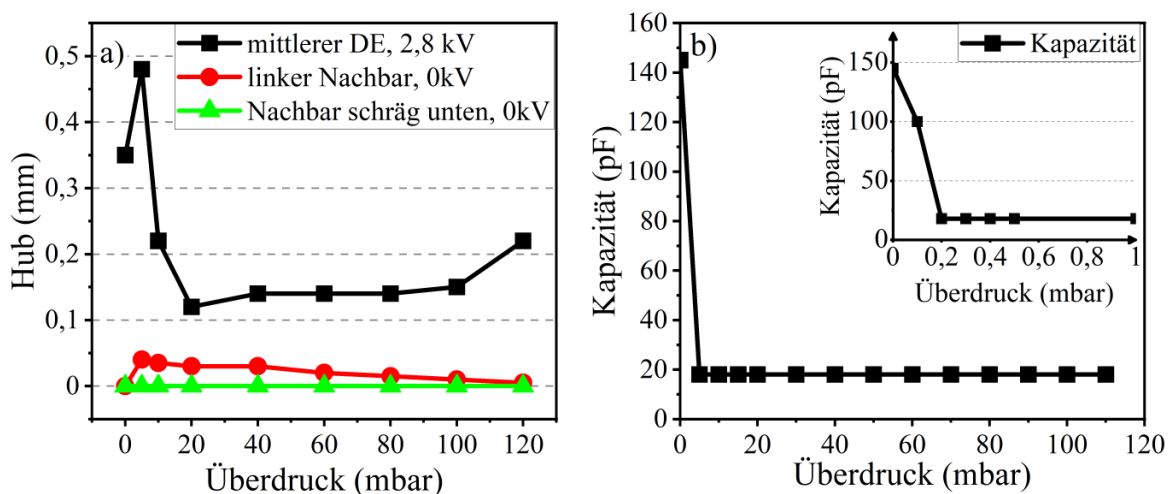 a)
mittlerer DE, 2,8 kV
linker Nachbar, 0kV
Nachbar schräg unten, 0kV
Hub (mm)
0,5
0,4
0,3
0,2
0,1
0
0 20 40 60 80 100 120
Überdruck (mbar)
b)
Kapazität
Kapazität (pF)
160
140
120
100
80
60
40
20
0
0 20 40 60 80 100 120
Überdruck (mbar)
Kapazität (pF)
150
100
50
0
0 0,2 0,4 0,6 0,8 1
Überdruck (mbar)